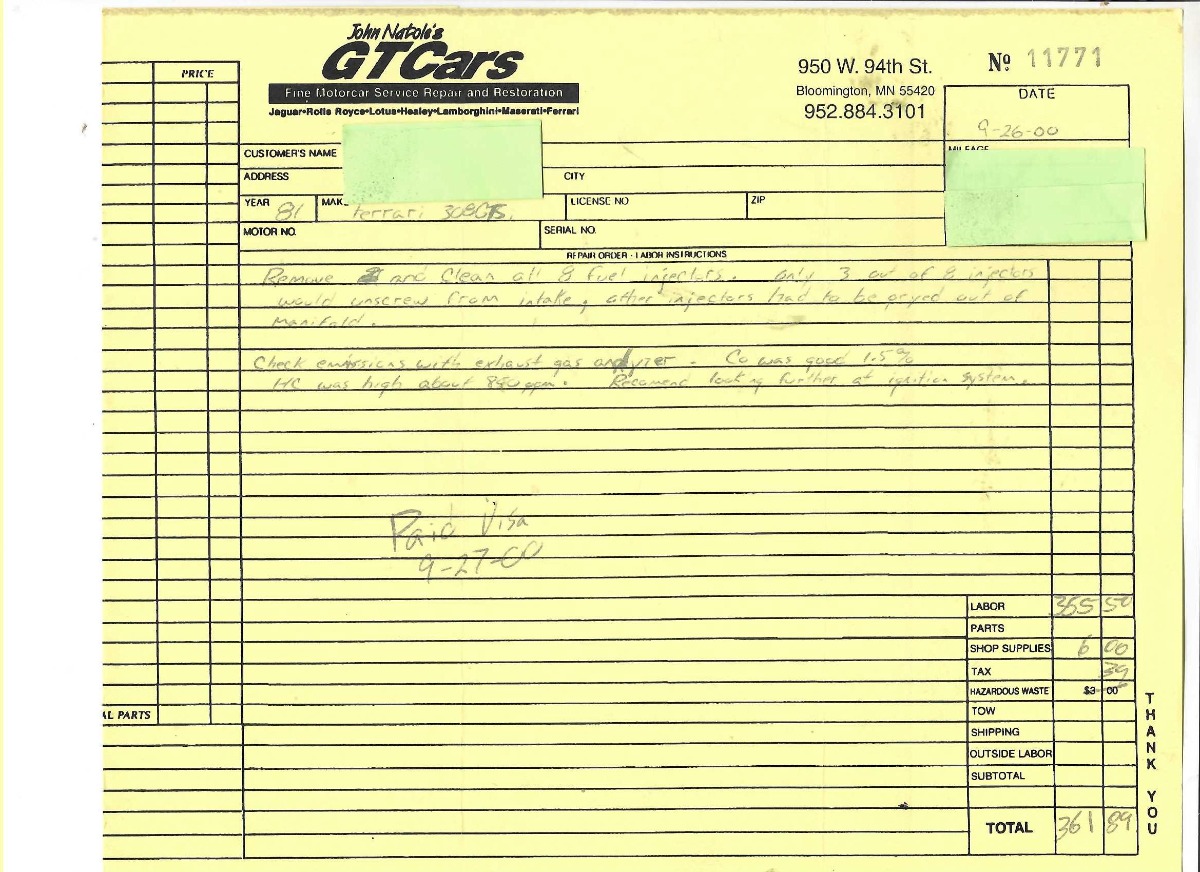 John Natole's
GTCars
Fine Motorcar Service Repair and Restoration
Jaguar•Rolls Royce•Lotus•Healey•Lamborghini•Maserati•Ferrari
950 W. 94th St.
Bloomington, MN 55420
952.884.3101
Nº 11771
DATE
9-26-00
PRICE
CUSTOMER'S NAME
MILEAGE
ADDRESS CITY
YEAR 81 MAK Ferrari 308GTS. LICENSE NO ZIP
MOTOR NO. SERIAL NO.
REPAIR ORDER - LABOR INSTRUCTIONS
Remove and Clean all 8 fuel injectors. only 3 out of 8 injectors
would unscrew from intake, other injectors had to be pryed out of
manifold.
Check emissions with exhaust gas analyzer. Co was good 1.5%
HC was high about 880 ppm. Recomend looking further at ignition system.
Paid Visa
9-27-00
LABOR 50
PARTS
SHOP SUPPLIES 6 00
TAX 39
HAZARDOUS WASTE $3 00
AL PARTS
TOW
SHIPPING
OUTSIDE LABOR
SUBTOTAL
TOTAL 361 89
THANK YOU